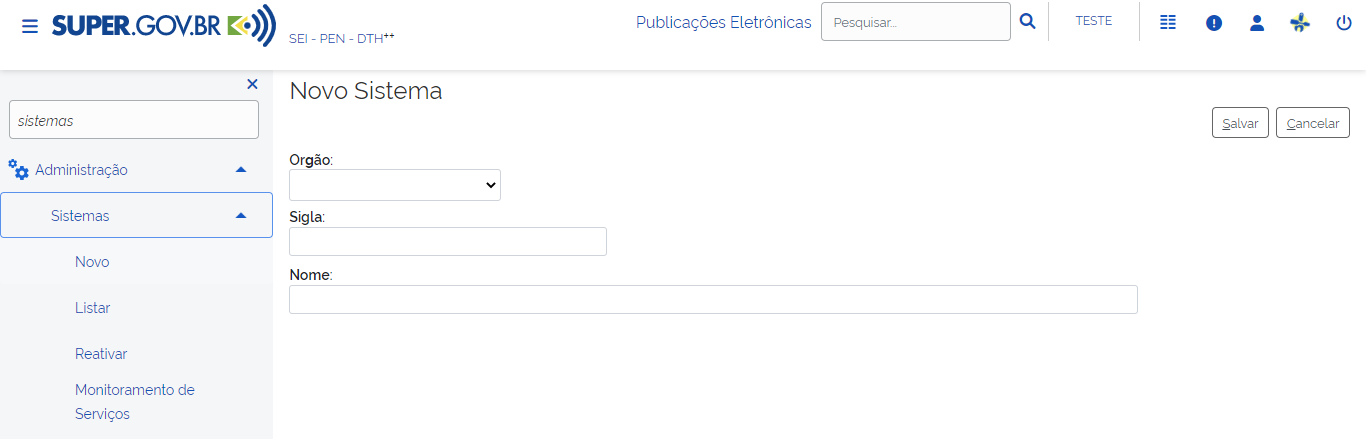 SUPER.GOV.BR
SEI - PEN - DTH++
Publicações Eletrônicas
Pesquisar...
TESTE
sistemas
Administração
Sistemas
Novo
Listar
Reativar
Monitoramento de
Serviços
Novo Sistema
Salvar
Cancelar
Orgão:
Sigla:
Nome: